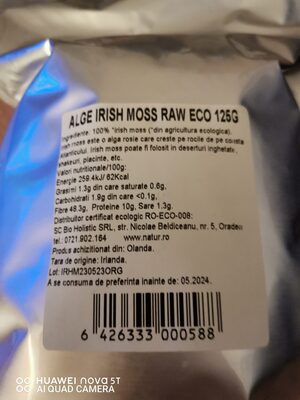 ALGE IRISH MOSS RAW ECO 125G
Ingrediente: 100% *irish moss (*din agricultura ecologica).
Irish moss este o alga rosie care creste pe rocile de pe coasta
Atlanticului. Irish moss poate fi folosit in deserturi inghetate,
shakeuri, placinte, etc.
Valori nutritionale/100g:
Energie 259.4kJ/ 62Kcal
Grasimi 1.3g din care saturate 0.6g,
Carbohidrati 1.9g din care <0.1g,
Fibre 48.3g, Proteine 10g, Sare 1.3g.
Distribuitor certificat ecologic RO-ECO-008:
SC Bio Holistic SRL, str. Nicolae Beldiceanu, nr. 5, Oradea
tel.: 0721.902.164 www.natur.ro
Produs achizitionat din: Olanda.
Tara de origine: Irlanda.
Lot: IRHM230523ORG
A se consuma de preferinta inainte de: 05.2024.
6 426333 000588
HUAWEI nova 5T
AI QUAD CAMERA